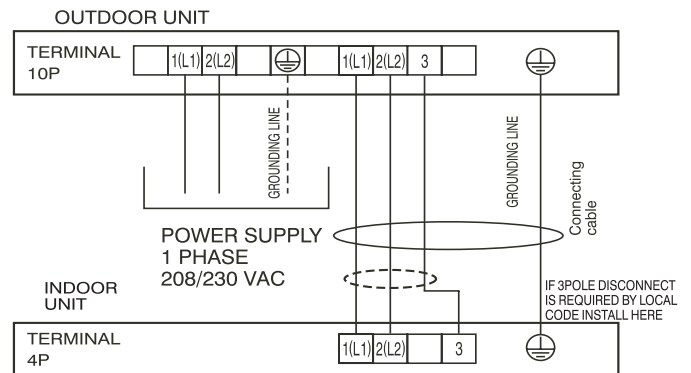 OUTDOOR UNIT
TERMINAL
10P
1(L1) 2(L2) 1(L1) 2(L2) 3
GROUNDING LINE
GROUNDING LINE
Connecting
cable
POWER SUPPLY
1 PHASE
208/230 VAC
INDOOR
UNIT
IF 3POLE DISCONNECT
IS REQUIRED BY LOCAL
CODE INSTALL HERE
TERMINAL
4P
1(L1) 2(L2) 3